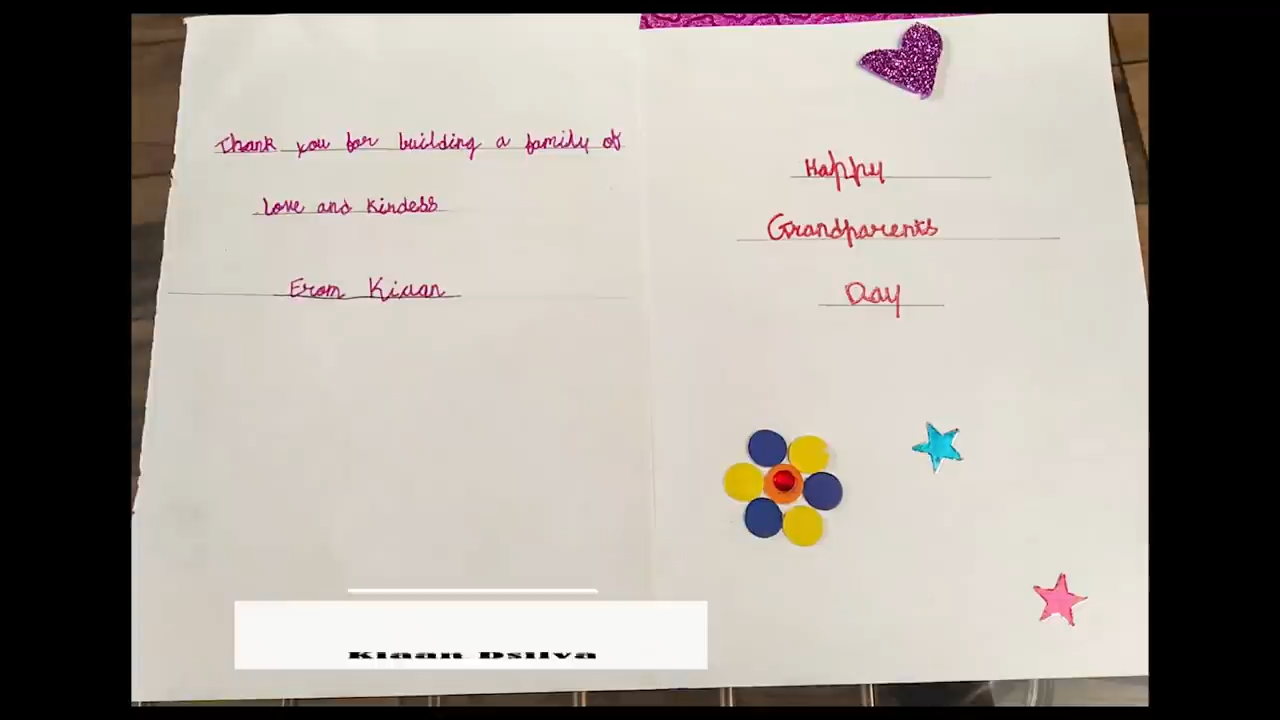 Thank you for building a family of
love and kindess
From Kiaan
Happy
Grandparents
Day
Kiaan Dsilva